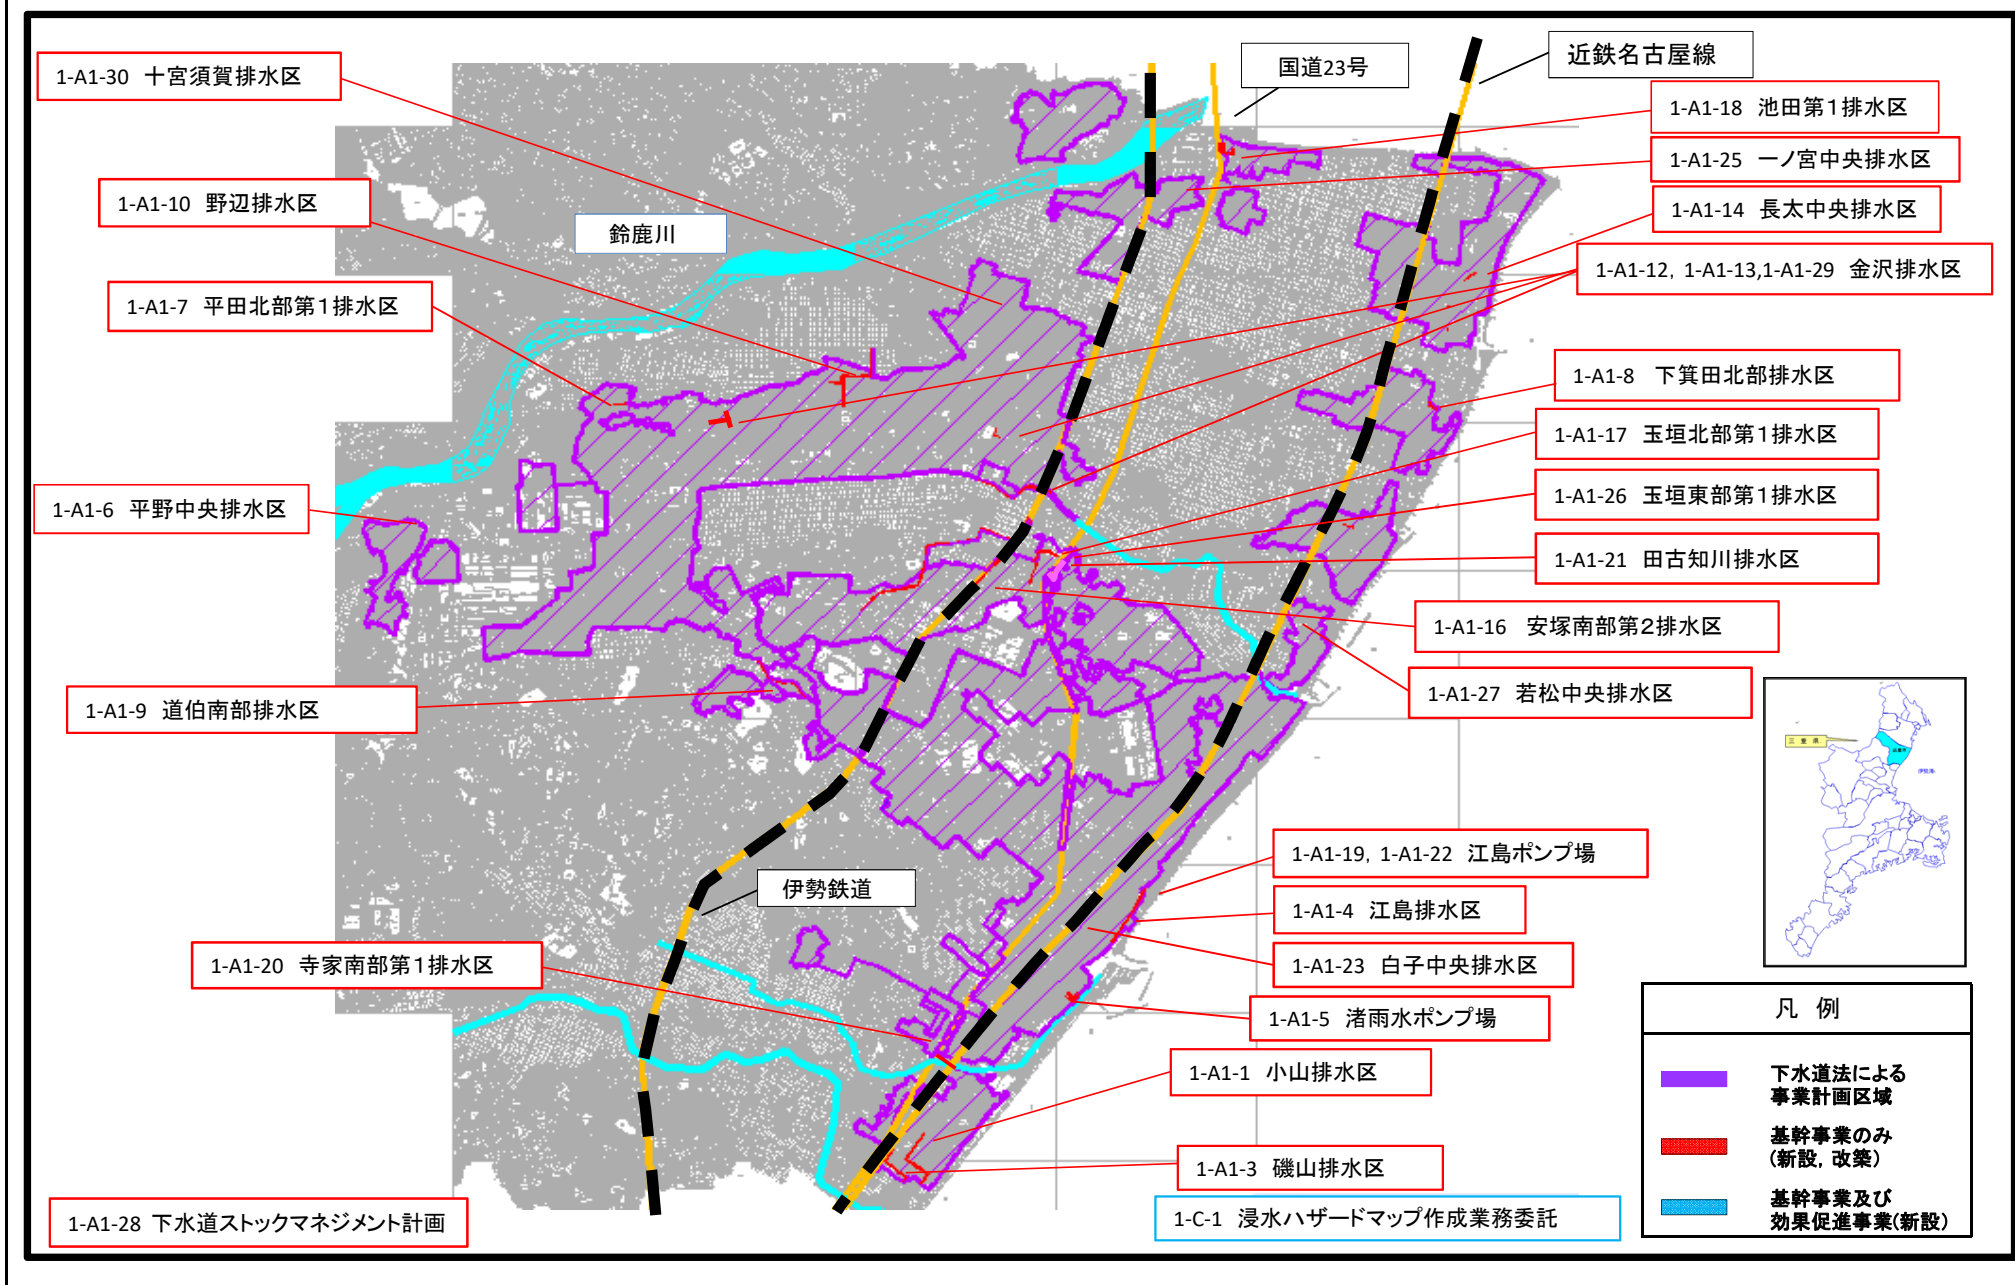 1-A1-30 十宮須賀排水区
国道23号
近鉄名古屋線
1-A1-18 池田第1排水区
1-A1-25 一ノ宮中央排水区
1-A1-10 野辺排水区
鈴鹿川
1-A1-14 長太中央排水区
1-A1-12, 1-A1-13,1-A1-29 金沢排水区
1-A1-7 平田北部第1排水区
1-A1-8 下箕田北部排水区
1-A1-17 玉垣北部第1排水区
1-A1-6 平野中央排水区
1-A1-26 玉垣東部第1排水区
1-A1-21 田古知川排水区
1-A1-16 安塚南部第2排水区
1-A1-9 道伯南部排水区
1-A1-27 若松中央排水区
三重県
伊勢湾
1-A1-19, 1-A1-22 江島ポンプ場
伊勢鉄道
1-A1-4 江島排水区
1-A1-20 寺家南部第1排水区
1-A1-23 白子中央排水区
1-A1-5 渚雨水ポンプ場
1-A1-1 小山排水区
1-A1-3 磯山排水区
1-A1-28 下水道ストックマネジメント計画
1-C-1 浸水ハザードマップ作成業務委託
凡 例
下水道法による
事業計画区域
基幹事業のみ
(新設, 改築)
基幹事業及び
効果促進事業(新設)